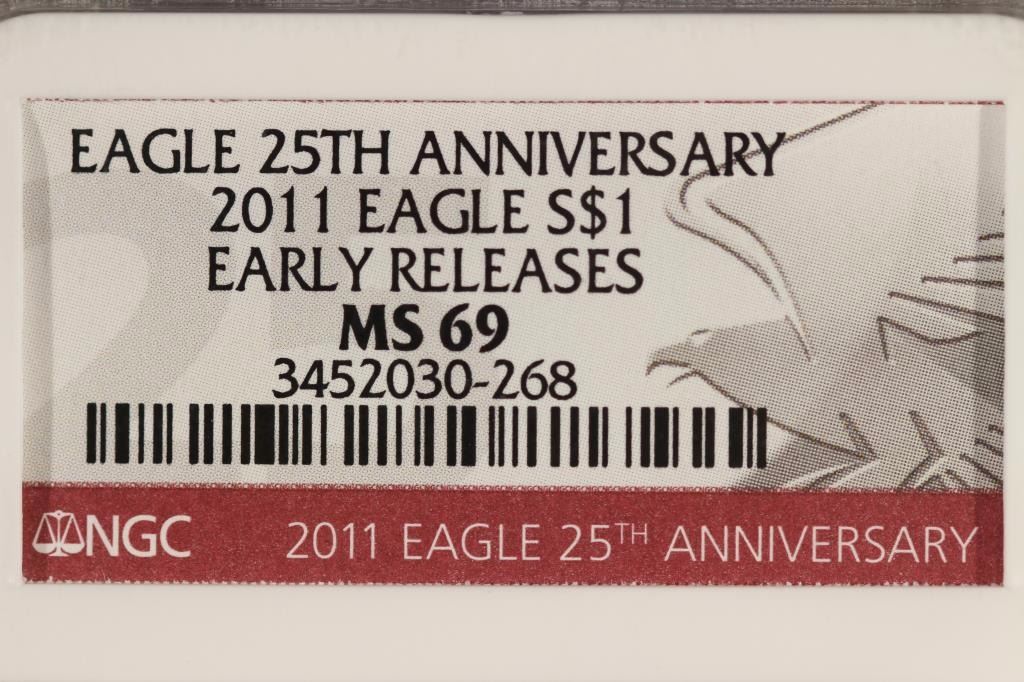 EAGLE 25TH ANNIVERSARY
2011 EAGLE S$1
EARLY RELEASES
MS 69
3452030-268
NGC 2011 EAGLE 25TH ANNIVERSARY